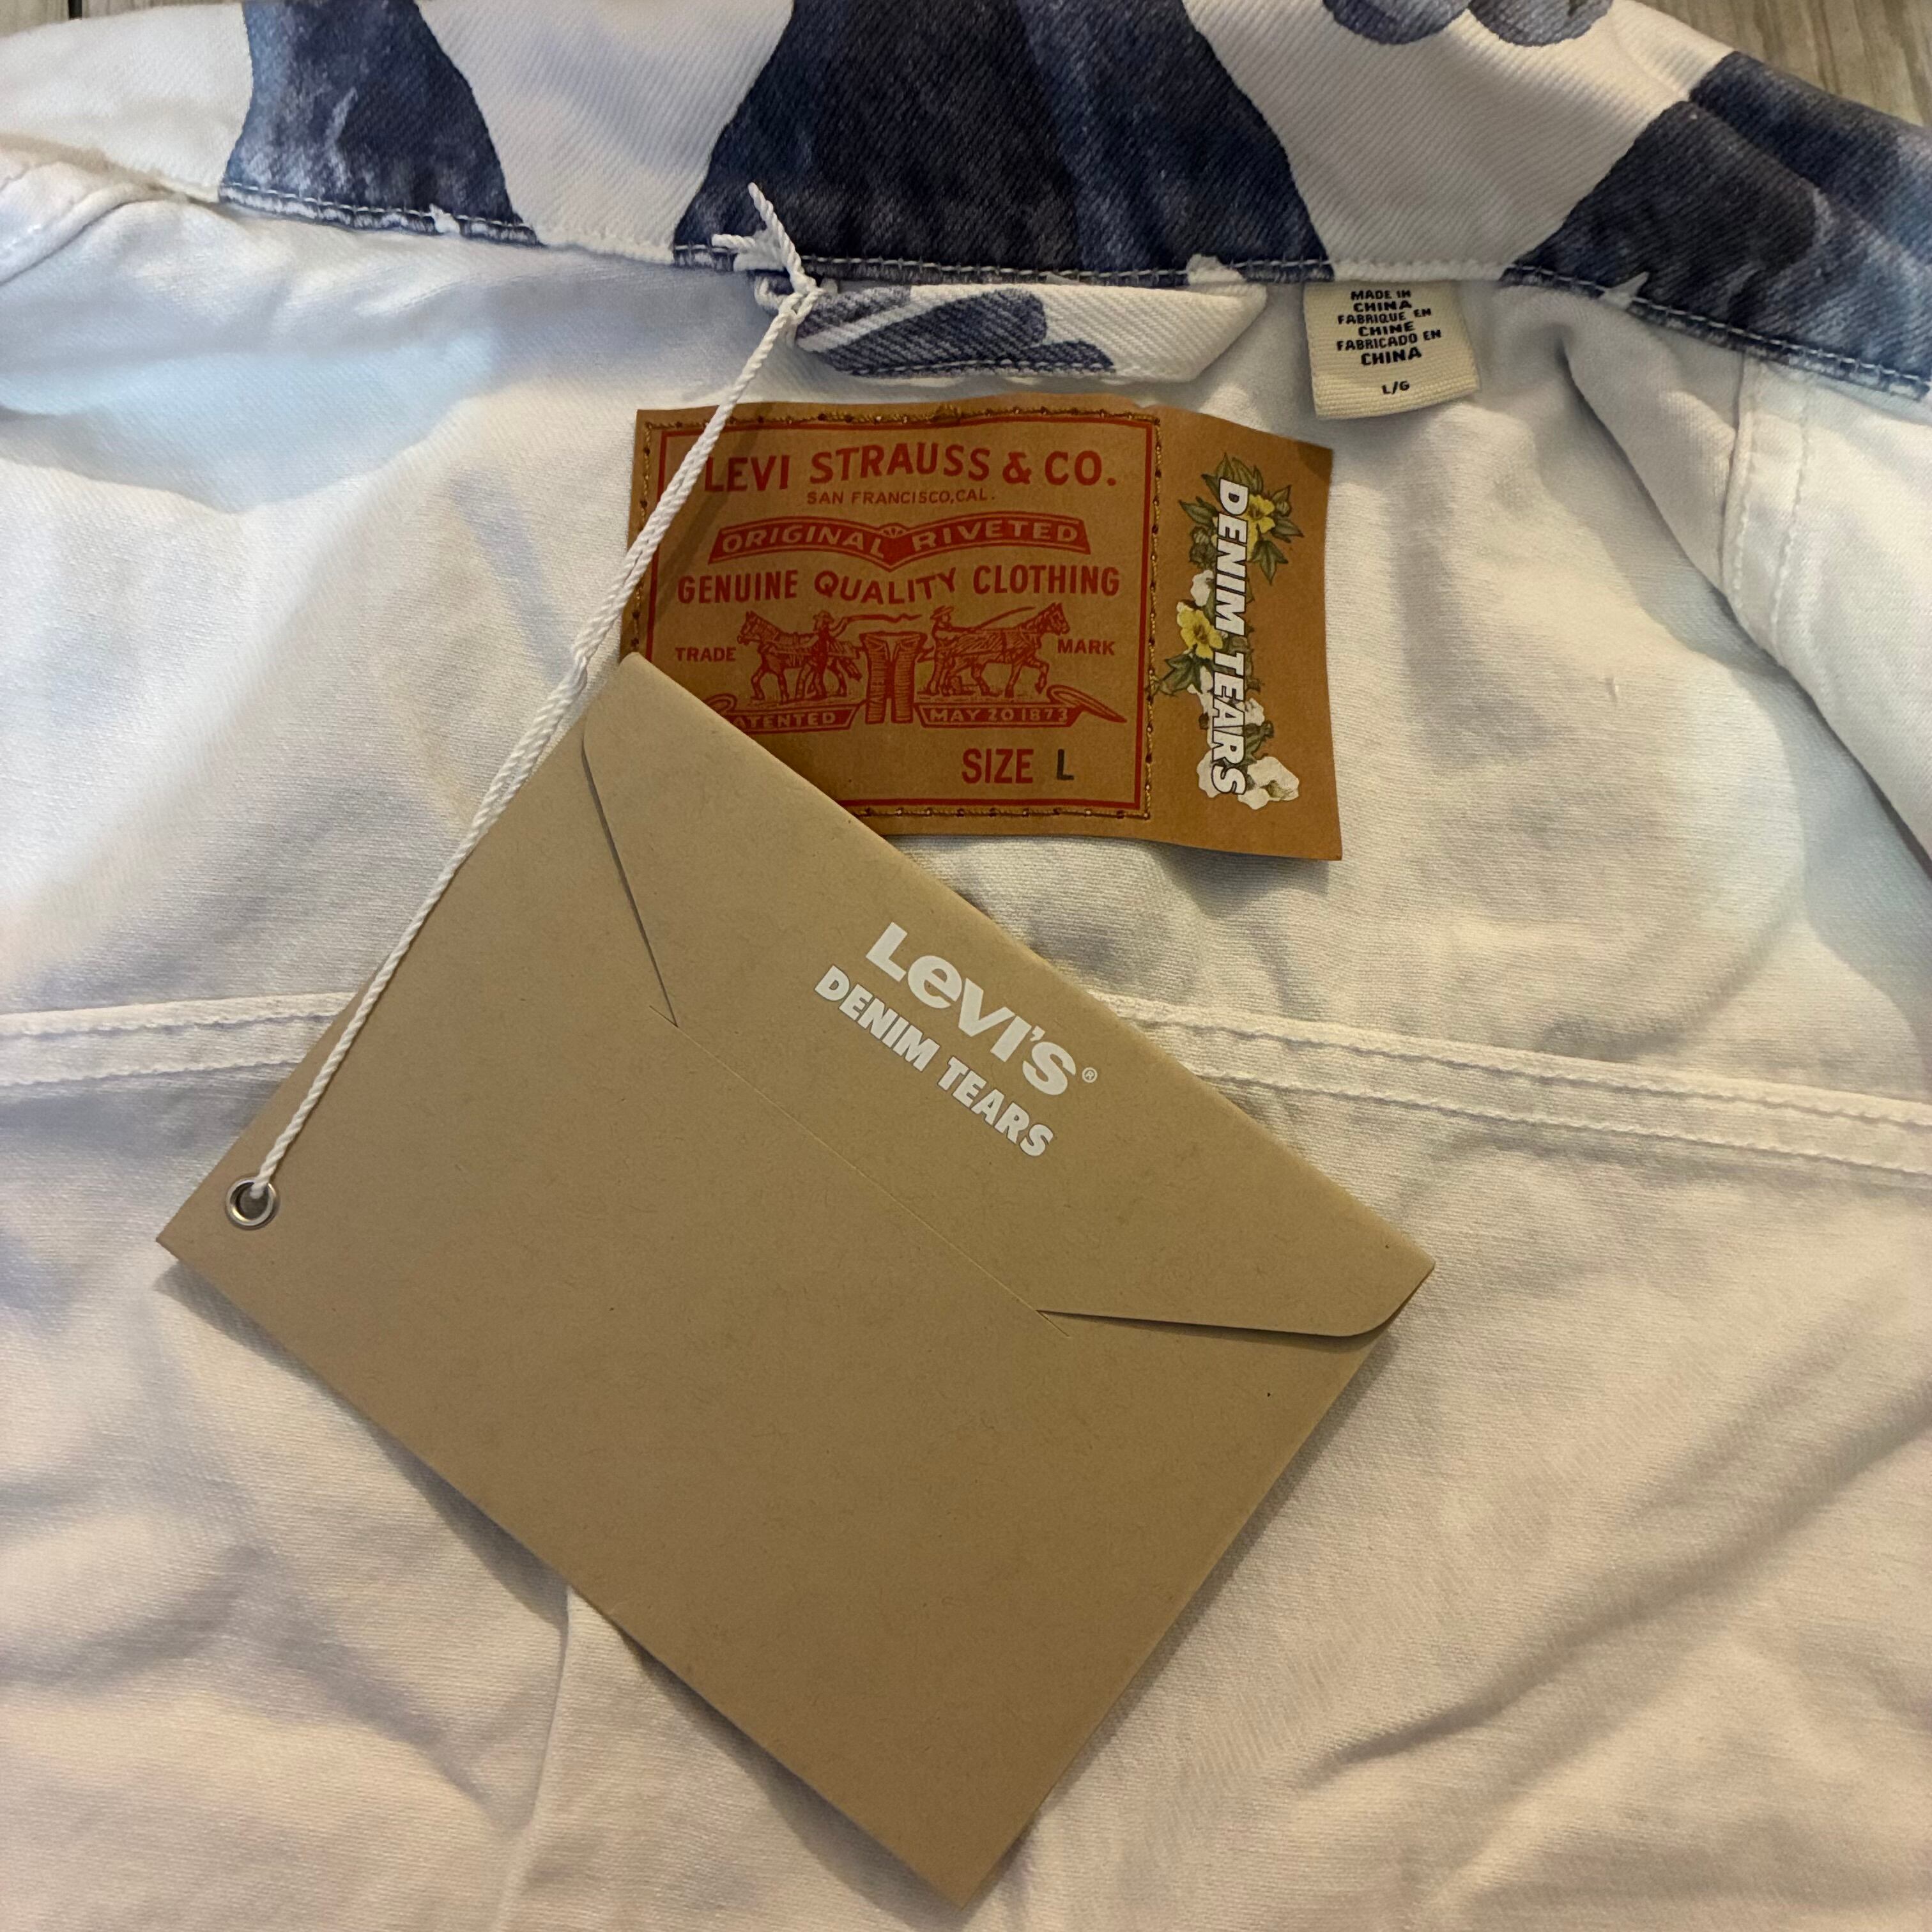 MADE IN
CHINA
FABRIQUE EN
CHINE
FABRICADO EN
CHINA
L/G
LEVI STRAUSS & CO.
SAN FRANCISCO, CAL.
ORIGINAL RIVETED
GENUINE QUALITY CLOTHING
TRADE MARK
PATENTED MAY 20 1873
SIZE L
DENIM TEARS
LEVI'S®
DENIM TEARS